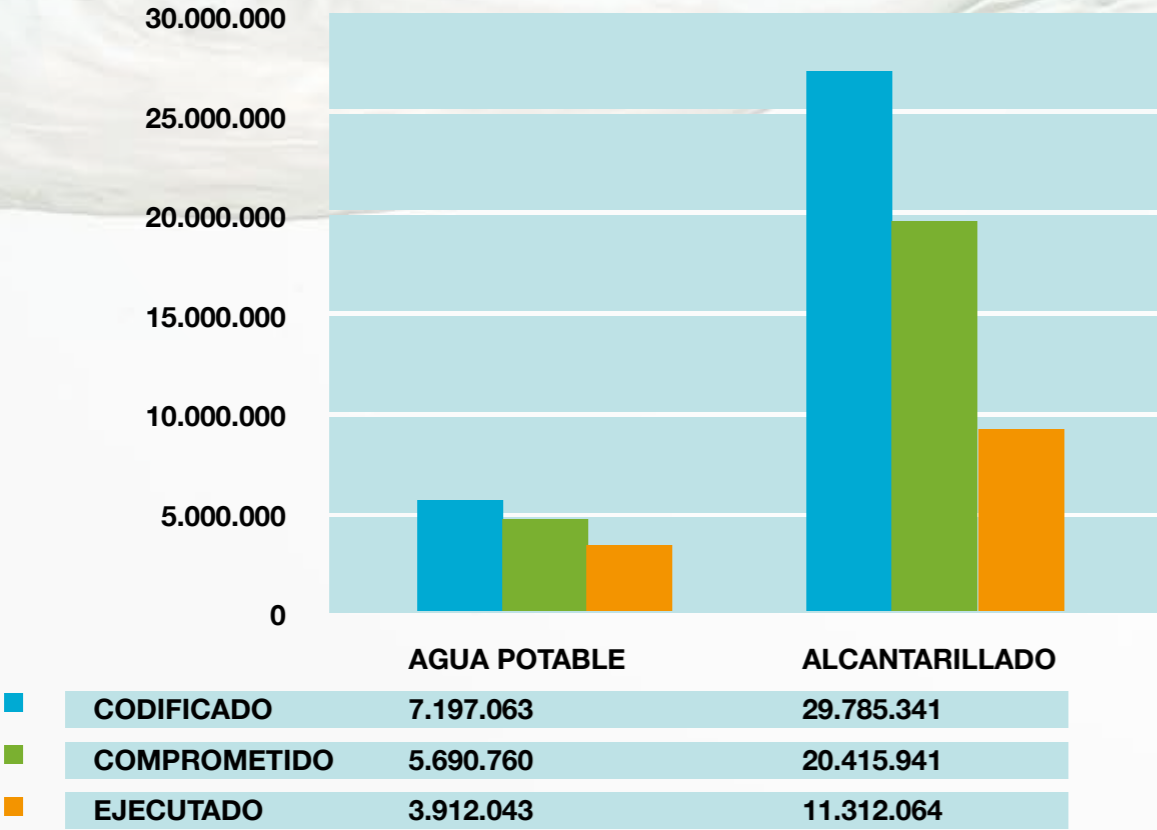 30.000.000
25.000.000
20.000.000
15.000.000
10.000.000
5.000.000
0
AGUA POTABLE ALCANTARILLADO
CODIFICADO 7.197.063 29.785.341
COMPROMETIDO 5.690.760 20.415.941
EJECUTADO 3.912.043 11.312.064